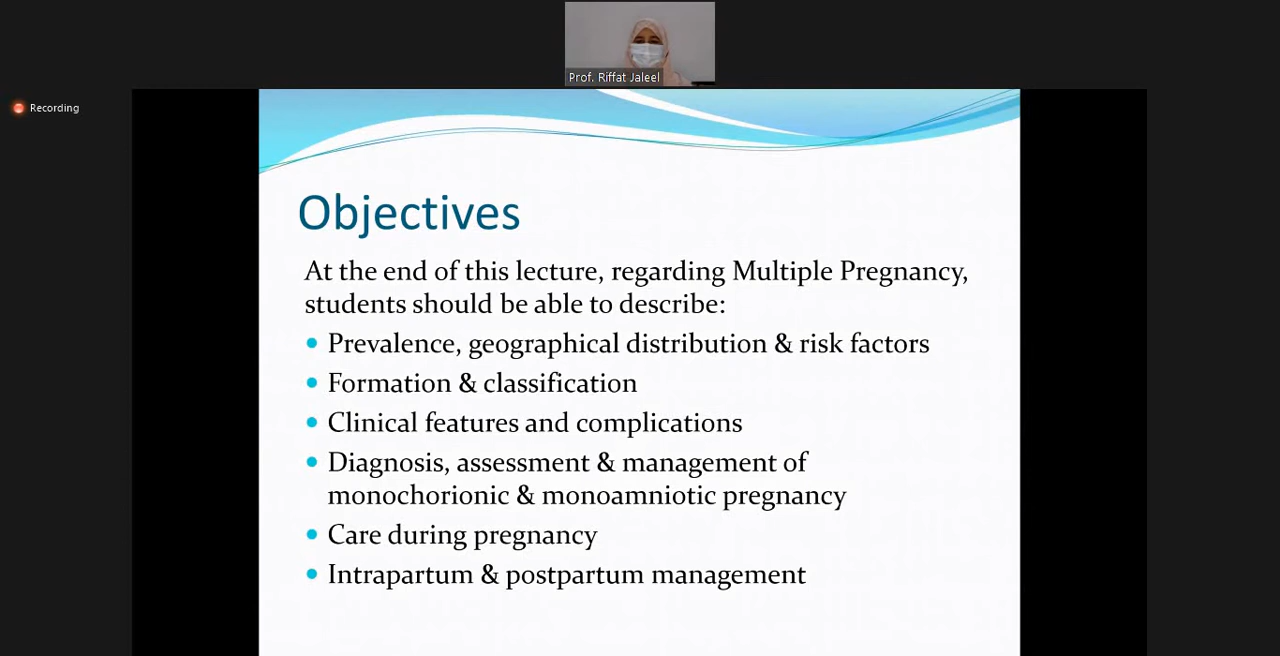 Prof. Riffat Jaleel
Recording
Objectives
At the end of this lecture, regarding Multiple Pregnancy,
students should be able to describe:
Prevalence, geographical distribution & risk factors
Formation & classification
Clinical features and complications
Diagnosis, assessment & management of
monochorionic & monoamniotic pregnancy
Care during pregnancy
Intrapartum & postpartum management